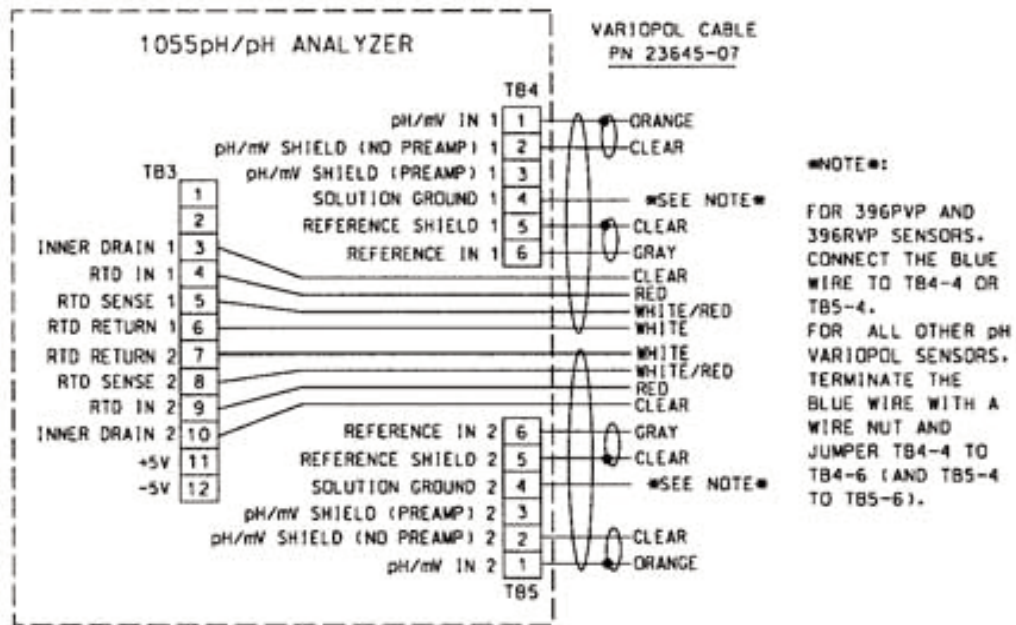 1055pH/pH ANALYZER
VARIOPOL CABLE
PN 23645-07
TB4
pH/mV IN 1 1 ORANGE
pH/mV SHIELD (NO PREAMP) 1 2 CLEAR
pH/mV SHIELD (PREAMP) 1 3
SOLUTION GROUND 1 4 *SEE NOTE*
REFERENCE SHIELD 1 5 CLEAR
REFERENCE IN 1 6 GRAY
TB3
1
2
INNER DRAIN 1 3 CLEAR
RTD IN 1 4 RED
RTD SENSE 1 5 WHITE/RED
RTD RETURN 1 6 WHITE
RTD RETURN 2 7 WHITE
RTD SENSE 2 8 WHITE/RED
RTD IN 2 9 RED
INNER DRAIN 2 10 CLEAR
+5V 11
-5V 12
REFERENCE IN 2 6 GRAY
REFERENCE SHIELD 2 5 CLEAR
SOLUTION GROUND 2 4 *SEE NOTE*
pH/mV SHIELD (PREAMP) 2 3
pH/mV SHIELD (NO PREAMP) 2 2 CLEAR
pH/mV IN 2 1 ORANGE
TB5
*NOTE*:
FOR 396PVP AND
396RVP SENSORS.
CONNECT THE BLUE
WIRE TO TB4-4 OR
TB5-4.
FOR ALL OTHER pH
VARIOPOL SENSORS.
TERMINATE THE
BLUE WIRE WITH A
WIRE NUT AND
JUMPER TB4-4 TO
TB4-6 (AND TB5-4
TO TB5-6).